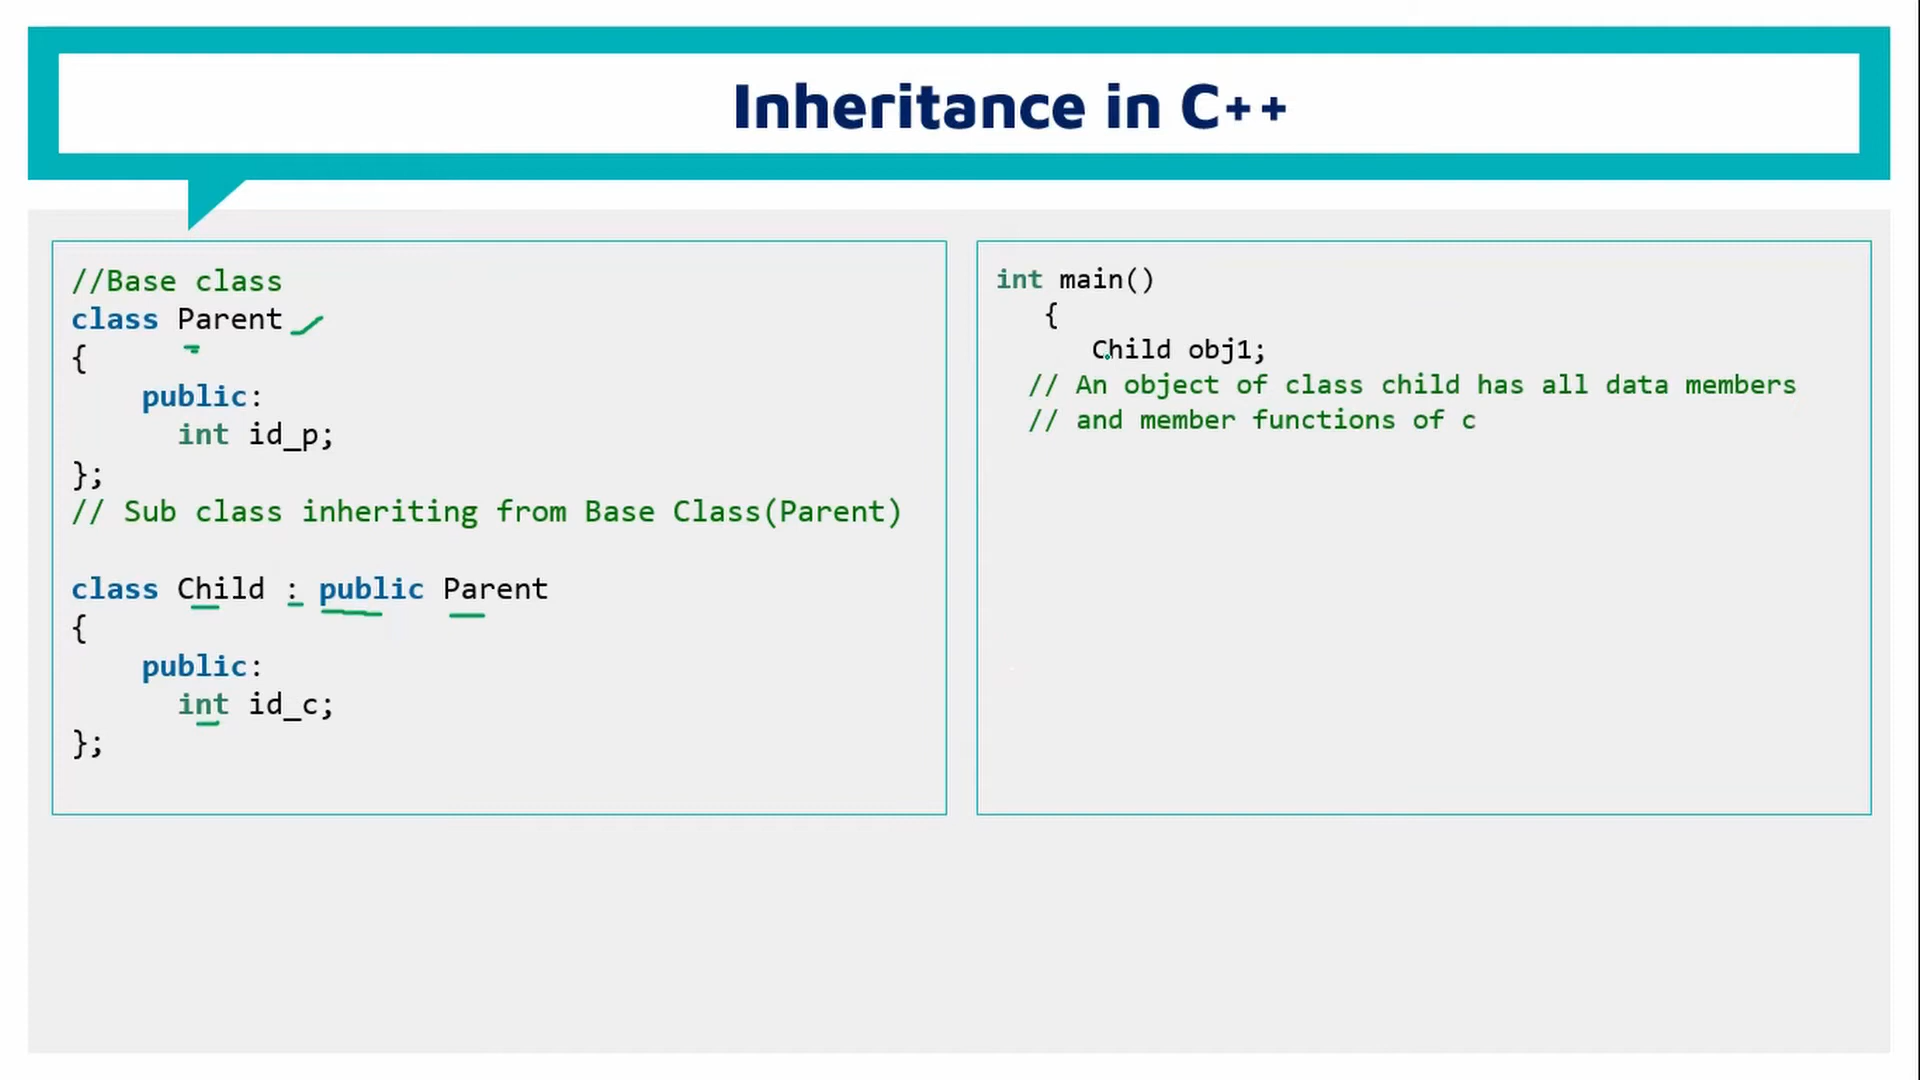 Inheritance in C++
//Base class
class Parent
{
public:
int id_p;
};
// Sub class inheriting from Base Class(Parent)
class Child : public Parent
{
public:
int id_c;
};
int main()
{
Child obj1;
// An object of class child has all data members
// and member functions of c